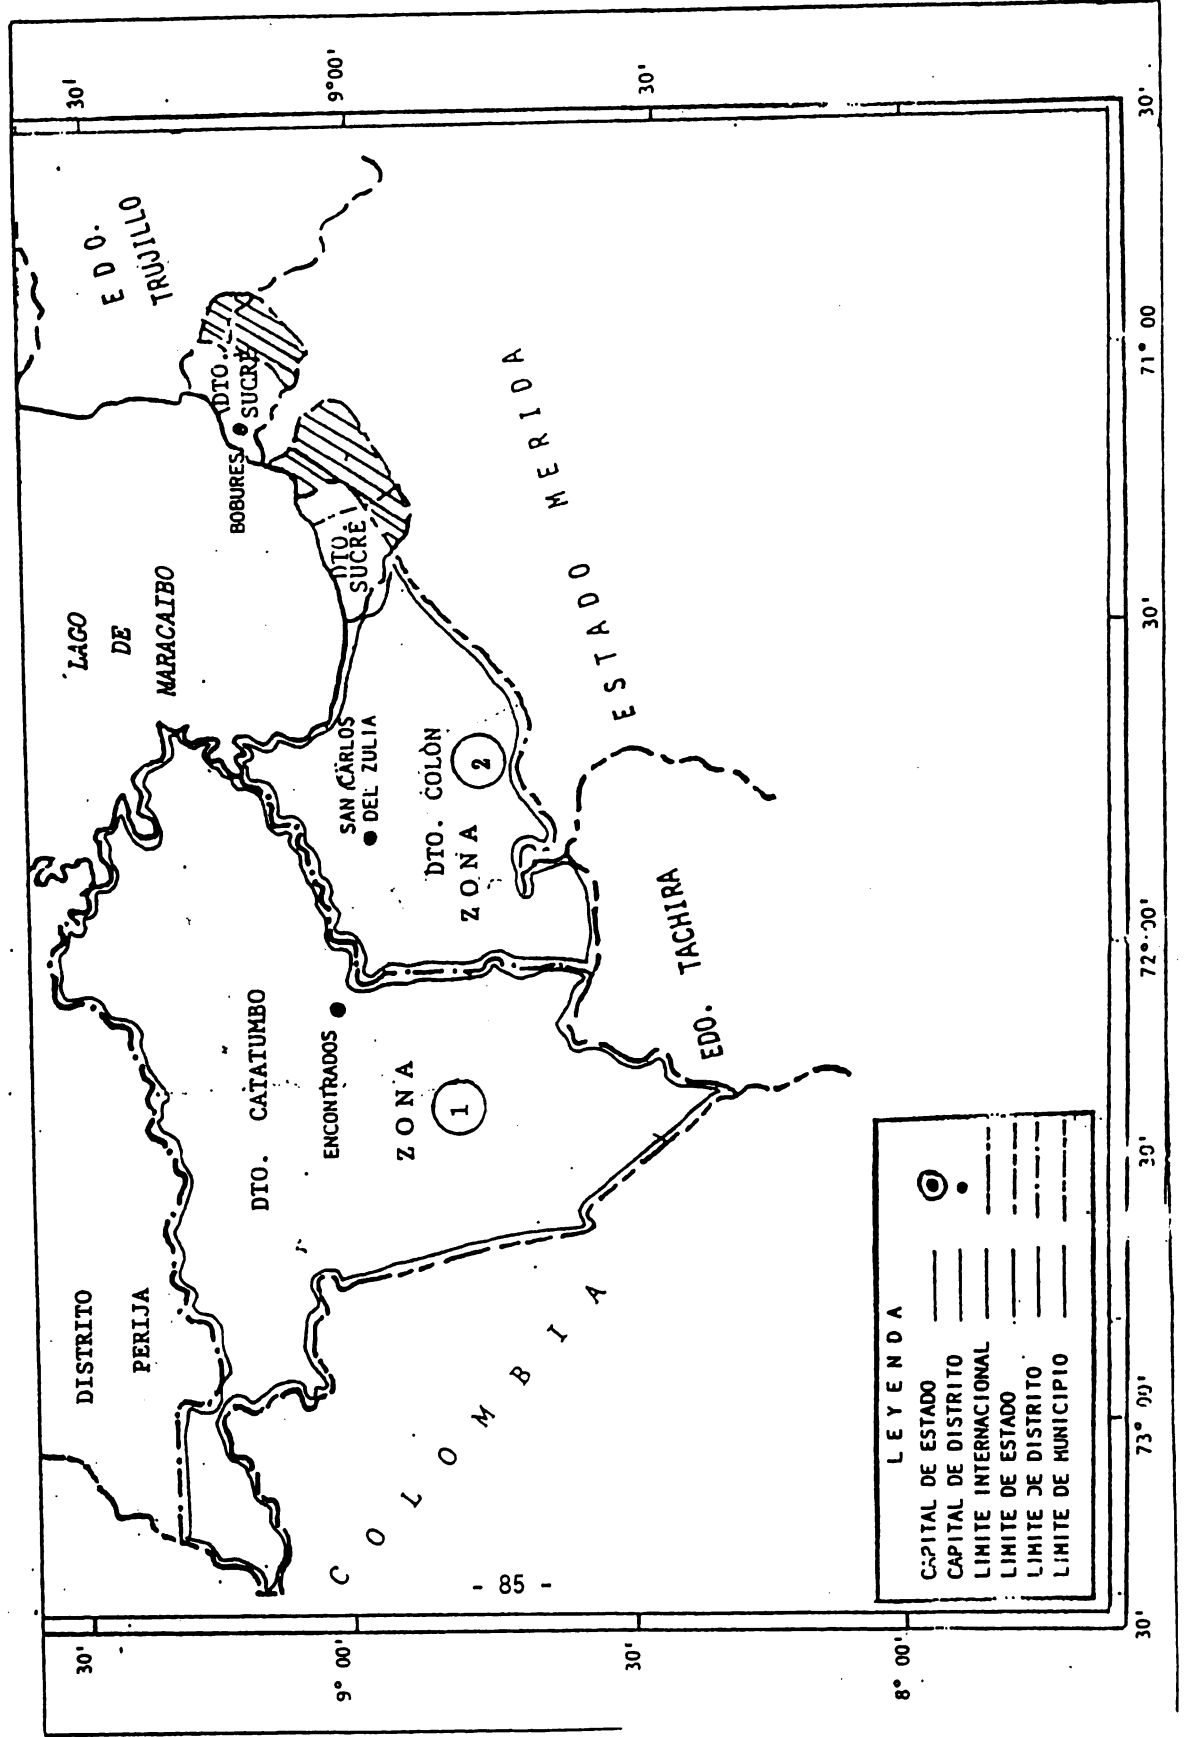 EDO.
TRUJILLO
LAGO
DE
MARACAIBO
DTO.
SUCRE
BOBURES
DTO.
SUCRE
DISTRITO
PERIJA
DTO. CATATUMBO
ENCONTRADOS
ZONA
1
SAN CARLOS
DEL ZULIA
DTO. COLÒN
ZONA
2
ESTADO MERIDA
EDO. TACHIRA
COLOMBIA
LEYENDA
CAPITAL DE ESTADO
CAPITAL DE DISTRITO
LIMITE INTERNACIONAL
LIMITE DE ESTADO
LIMITE DE DISTRITO
LIMITE DE MUNICIPIO
30'
9°00'
30'
30'
9° 00'
30'
8° 00'
30'
73° 00'
30'
72° 00'
30'
71° 00
30'
- 85 -